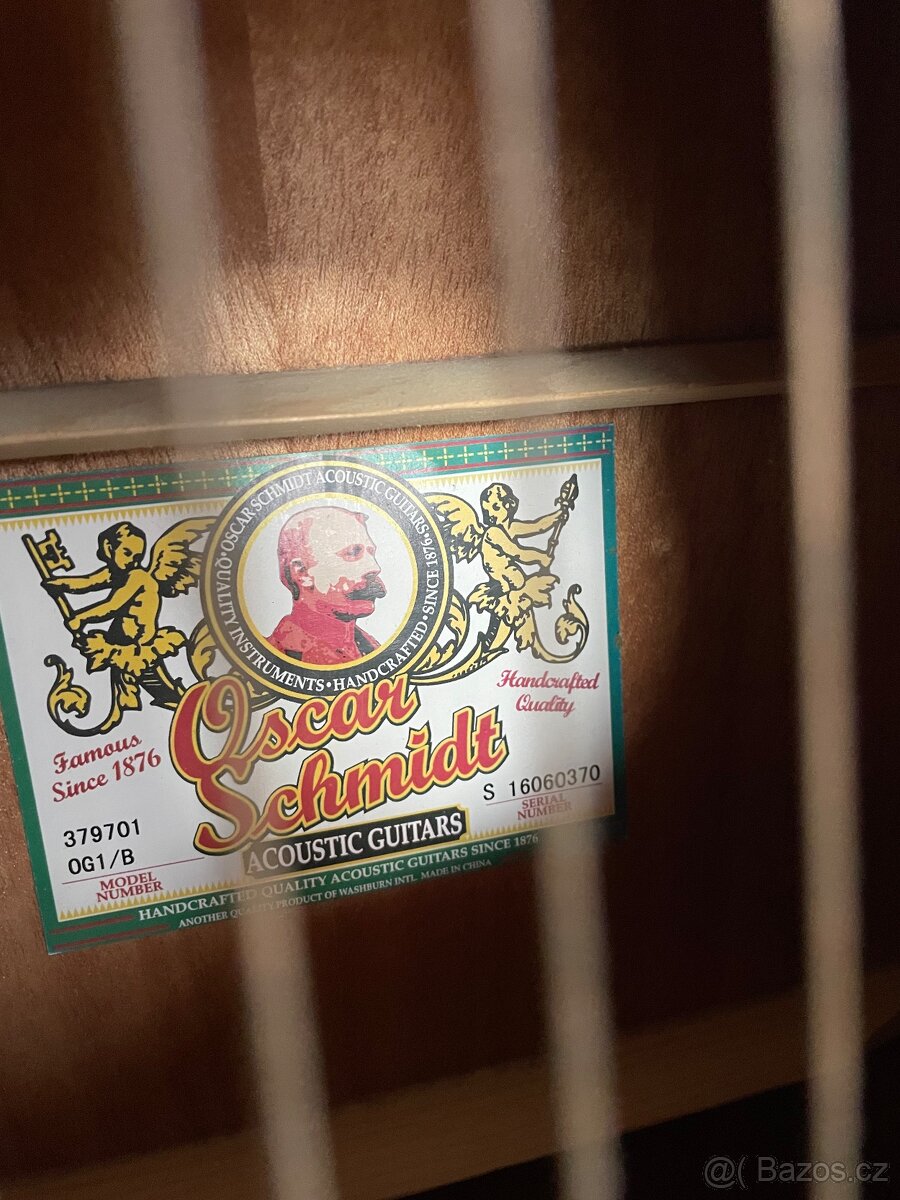 QUALITY INSTRUMENTS • OSCAR SCHMIDT ACOUSTIC GUITARS • SINCE 1876 • HANDCRAFTED •
Famous
Since 1876
Handcrafted
Quality
Oscar
Schmidt
ACOUSTIC GUITARS
379701
OG1/B
MODEL
NUMBER
S 16060370
SERIAL
NUMBER
HANDCRAFTED QUALITY ACOUSTIC GUITARS SINCE 1876
ANOTHER QUALITY PRODUCT OF WASHBURN INTL. MADE IN CHINA
@( Bazos.cz